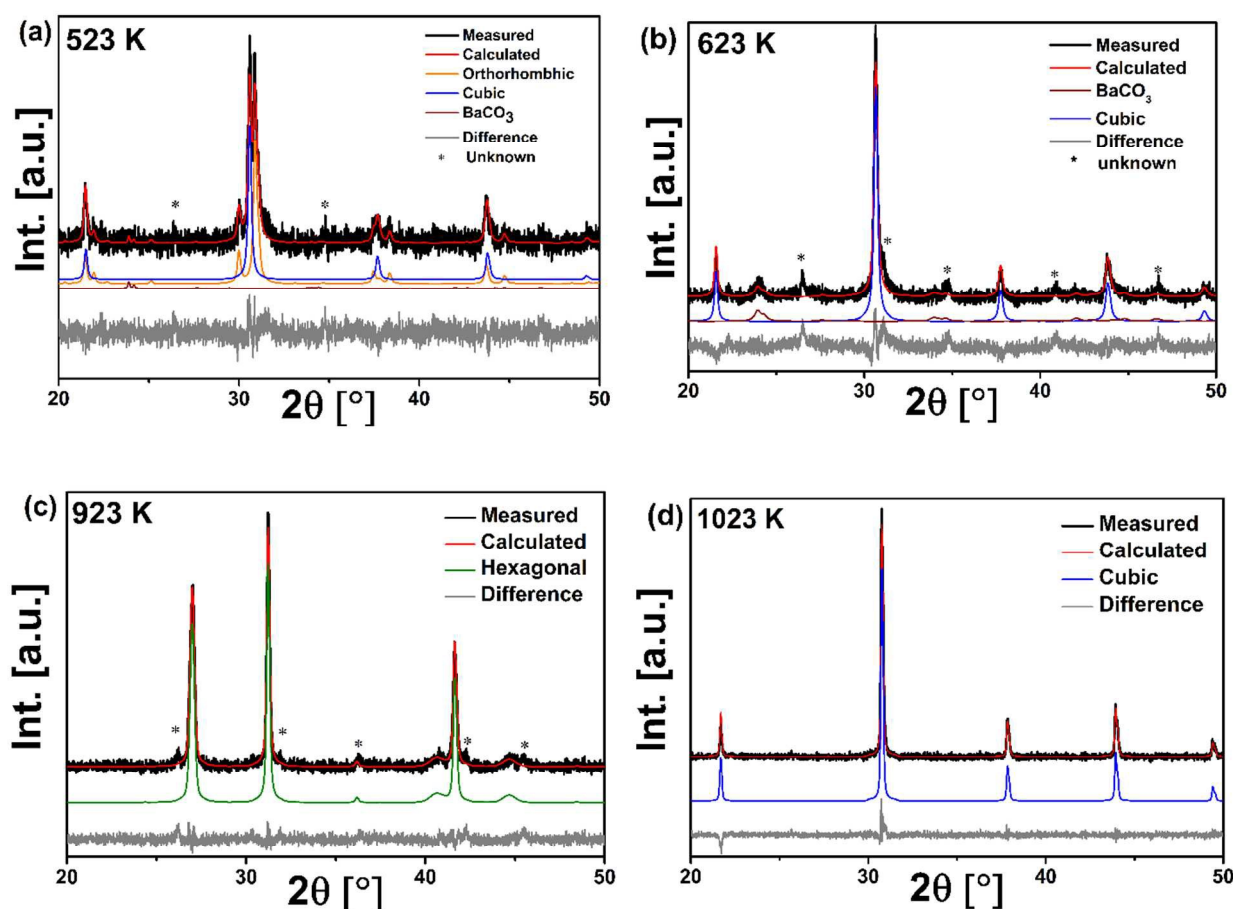 (a) 523 K
Measured
Calculated
Orthorhombhic
Cubic
BaCO3
Difference
* Unknown
* *
Int. [a.u.]
20 30 40 50
2θ [°]
(b) 623 K
Measured
Calculated
BaCO3
Cubic
Difference
* unknown
* * * * *
Int. [a.u.]
20 30 40 50
2θ [°]
(c) 923 K
Measured
Calculated
Hexagonal
Difference
* * * * *
Int. [a.u.]
20 30 40 50
2θ [°]
(d) 1023 K
Measured
Calculated
Cubic
Difference
Int. [a.u.]
20 30 40 50
2θ [°]